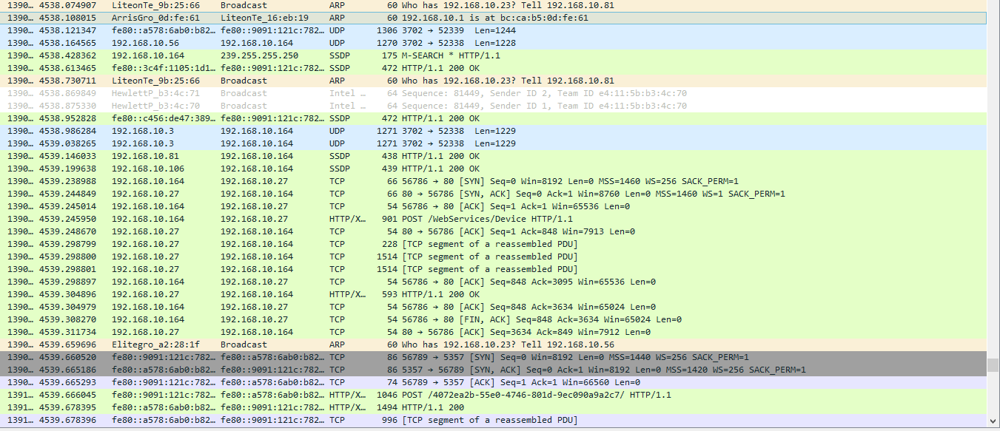 1390… 4538.074907 LiteonTe_9b:25:66 Broadcast ARP 60 Who has 192.168.10.23? Tell 192.168.10.81
1390… 4538.108015 ArrisGro_0d:fe:61 LiteonTe_16:eb:19 ARP 60 192.168.10.1 is at bc:ca:b5:0d:fe:61
1390… 4538.121347 fe80::a578:6ab0:b82… fe80::9091:121c:782… UDP 1306 3702 → 52339 Len=1244
1390… 4538.164565 192.168.10.56 192.168.10.164 UDP 1270 3702 → 52338 Len=1228
1390… 4538.428362 192.168.10.164 239.255.255.250 SSDP 175 M-SEARCH * HTTP/1.1
1390… 4538.613465 fe80::3c4f:1105:1d1… fe80::9091:121c:782… SSDP 472 HTTP/1.1 200 OK
1390… 4538.730711 LiteonTe_9b:25:66 Broadcast ARP 60 Who has 192.168.10.23? Tell 192.168.10.81
1390… 4538.869849 HewlettP_b3:4c:71 Broadcast Intel … 64 Sequence: 81449, Sender ID 2, Team ID e4:11:5b:b3:4c:70
1390… 4538.875330 HewlettP_b3:4c:70 Broadcast Intel … 64 Sequence: 81449, Sender ID 1, Team ID e4:11:5b:b3:4c:70
1390… 4538.952828 fe80::c456:de47:389… fe80::9091:121c:782… SSDP 472 HTTP/1.1 200 OK
1390… 4538.986284 192.168.10.3 192.168.10.164 UDP 1271 3702 → 52338 Len=1229
1390… 4539.038265 192.168.10.3 192.168.10.164 UDP 1271 3702 → 52338 Len=1229
1390… 4539.146033 192.168.10.81 192.168.10.164 SSDP 438 HTTP/1.1 200 OK
1390… 4539.199638 192.168.10.106 192.168.10.164 SSDP 439 HTTP/1.1 200 OK
1390… 4539.238988 192.168.10.164 192.168.10.27 TCP 66 56786 → 80 [SYN] Seq=0 Win=8192 Len=0 MSS=1460 WS=256 SACK_PERM=1
1390… 4539.244849 192.168.10.27 192.168.10.164 TCP 66 80 → 56786 [SYN, ACK] Seq=0 Ack=1 Win=8760 Len=0 MSS=1460 WS=1 SACK_PERM=1
1390… 4539.245014 192.168.10.164 192.168.10.27 TCP 54 56786 → 80 [ACK] Seq=1 Ack=1 Win=65536 Len=0
1390… 4539.245950 192.168.10.164 192.168.10.27 HTTP/X… 901 POST /WebServices/Device HTTP/1.1
1390… 4539.248670 192.168.10.27 192.168.10.164 TCP 54 80 → 56786 [ACK] Seq=1 Ack=848 Win=7913 Len=0
1390… 4539.298799 192.168.10.27 192.168.10.164 TCP 228 [TCP segment of a reassembled PDU]
1390… 4539.298800 192.168.10.27 192.168.10.164 TCP 1514 [TCP segment of a reassembled PDU]
1390… 4539.298801 192.168.10.27 192.168.10.164 TCP 1514 [TCP segment of a reassembled PDU]
1390… 4539.298897 192.168.10.164 192.168.10.27 TCP 54 56786 → 80 [ACK] Seq=848 Ack=3095 Win=65536 Len=0
1390… 4539.304896 192.168.10.27 192.168.10.164 HTTP/X… 593 HTTP/1.1 200 OK
1390… 4539.304979 192.168.10.164 192.168.10.27 TCP 54 56786 → 80 [ACK] Seq=848 Ack=3634 Win=65024 Len=0
1390… 4539.308270 192.168.10.164 192.168.10.27 TCP 54 56786 → 80 [FIN, ACK] Seq=848 Ack=3634 Win=65024 Len=0
1390… 4539.311734 192.168.10.27 192.168.10.164 TCP 54 80 → 56786 [ACK] Seq=3634 Ack=849 Win=7912 Len=0
1390… 4539.659696 Elitegro_a2:28:1f Broadcast ARP 60 Who has 192.168.10.23? Tell 192.168.10.56
1390… 4539.660520 fe80::9091:121c:782… fe80::a578:6ab0:b82… TCP 86 56789 → 5357 [SYN] Seq=0 Win=8192 Len=0 MSS=1440 WS=256 SACK_PERM=1
1390… 4539.665186 fe80::a578:6ab0:b82… fe80::9091:121c:782… TCP 86 5357 → 56789 [SYN, ACK] Seq=0 Ack=1 Win=8192 Len=0 MSS=1420 WS=256 SACK_PERM=1
1390… 4539.665293 fe80::9091:121c:782… fe80::a578:6ab0:b82… TCP 74 56789 → 5357 [ACK] Seq=1 Ack=1 Win=66560 Len=0
1391… 4539.666045 fe80::9091:121c:782… fe80::a578:6ab0:b82… HTTP/X… 1046 POST /4072ea2b-55e0-4746-801d-9ec090a9a2c7/ HTTP/1.1
1391… 4539.678395 fe80::a578:6ab0:b82… fe80::9091:121c:782… HTTP/X… 1494 HTTP/1.1 200
1391… 4539.678396 fe80::a578:6ab0:b82… fe80::9091:121c:782… TCP 996 [TCP segment of a reassembled PDU]